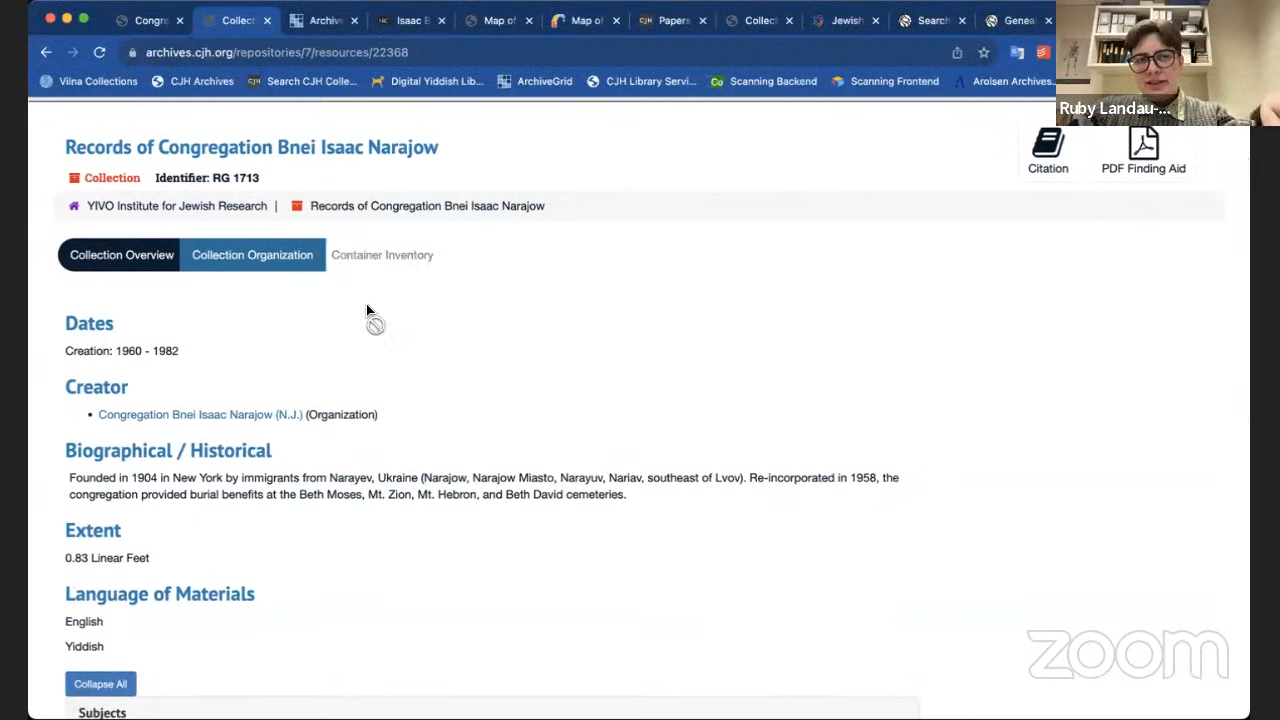 Congre
Collect
Archive
Isaac B
Map of
Map of
Papers,
Collect
Jewish
Search
Geneal
archives.cjh.org/repositories/7/resources/22368
Vilna Collections
CJH Archives
Search CJH Colle...
Digital Yiddish Lib...
ArchiveGrid
CJH Library Servi...
Scanning Backend
Scanning Frontend
Arolsen Archives
Ruby Landau-...
Records of Congregation Bnei Isaac Narajow
Citation
PDF Finding Aid
Collection Identifier: RG 1713
YIVO Institute for Jewish Research | Records of Congregation Bnei Isaac Narajow
Collection Overview Collection Organization Container Inventory
Dates
Creation: 1960 - 1982
Creator
• Congregation Bnei Isaac Narajow (N.J.) (Organization)
Biographical / Historical
Founded in 1904 in New York by immigrants from Narayev, Ukraine (Narajow, Narajow Miasto, Narayuv, Nariav, southeast of Lvov). Re-incorporated in 1958, the
congregation provided burial benefits at the Beth Moses, Mt. Zion, Mt. Hebron, and Beth David cemeteries.
Extent
0.83 Linear Feet
Language of Materials
English
Yiddish
zoom
Collapse All
Subjects